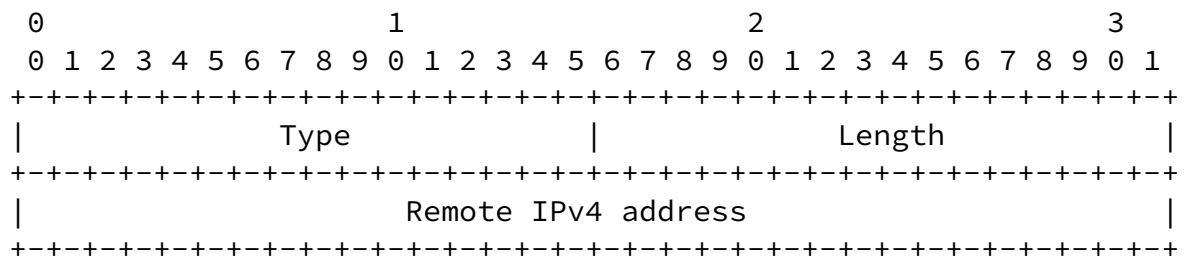 0                   1                   2                   3
 0 1 2 3 4 5 6 7 8 9 0 1 2 3 4 5 6 7 8 9 0 1 2 3 4 5 6 7 8 9 0 1
+-+-+-+-+-+-+-+-+-+-+-+-+-+-+-+-+-+-+-+-+-+-+-+-+-+-+-+-+-+-+-+-+
|              Type             |             Length            |
+-+-+-+-+-+-+-+-+-+-+-+-+-+-+-+-+-+-+-+-+-+-+-+-+-+-+-+-+-+-+-+-+
|                     Remote IPv4 address                       |
+-+-+-+-+-+-+-+-+-+-+-+-+-+-+-+-+-+-+-+-+-+-+-+-+-+-+-+-+-+-+-+-+